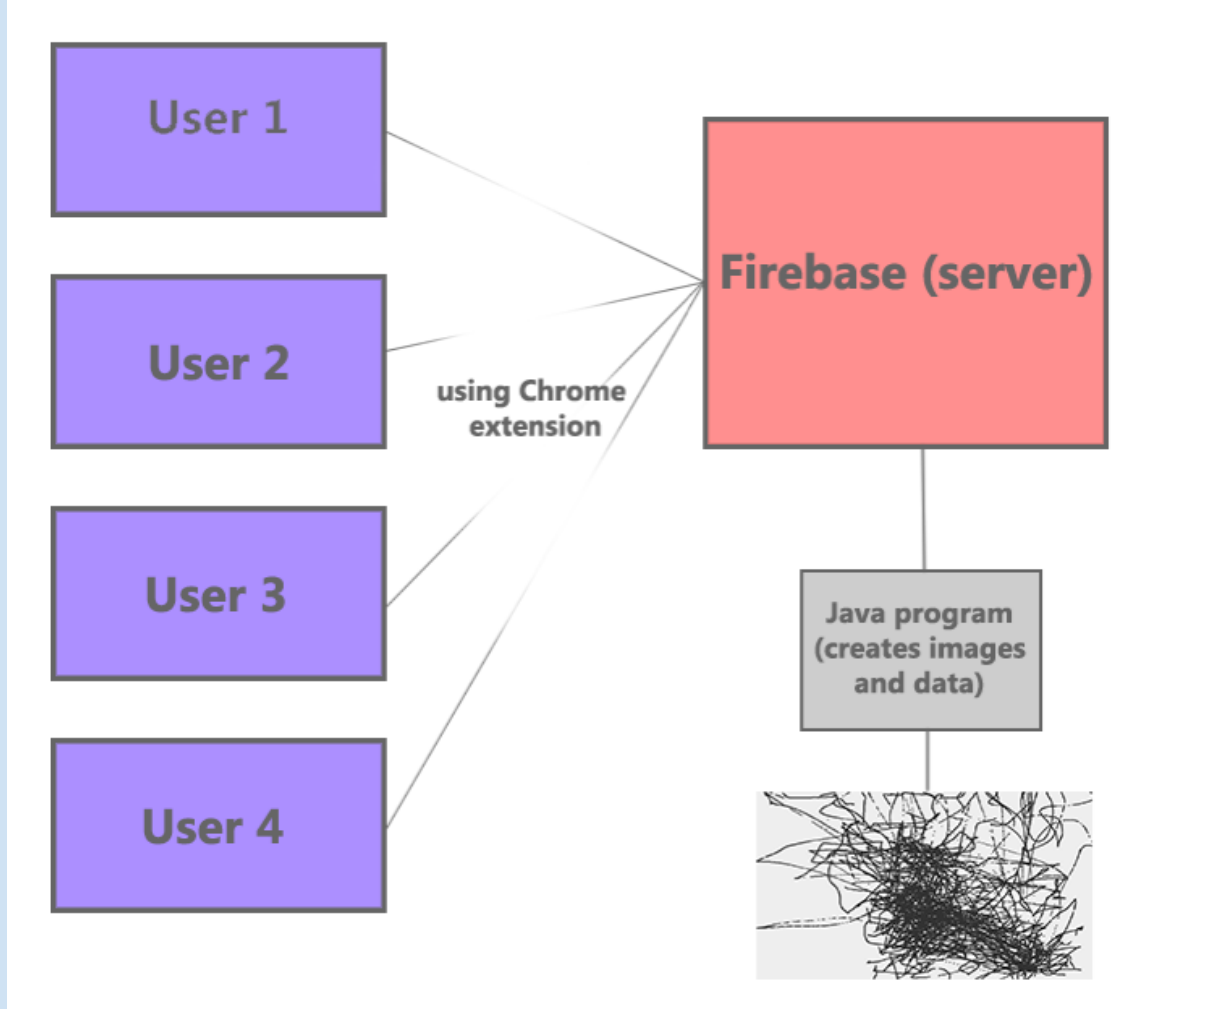 User 1
User 2
using Chrome
extension
User 3
User 4
Firebase (server)
Java program
(creates images
and data)